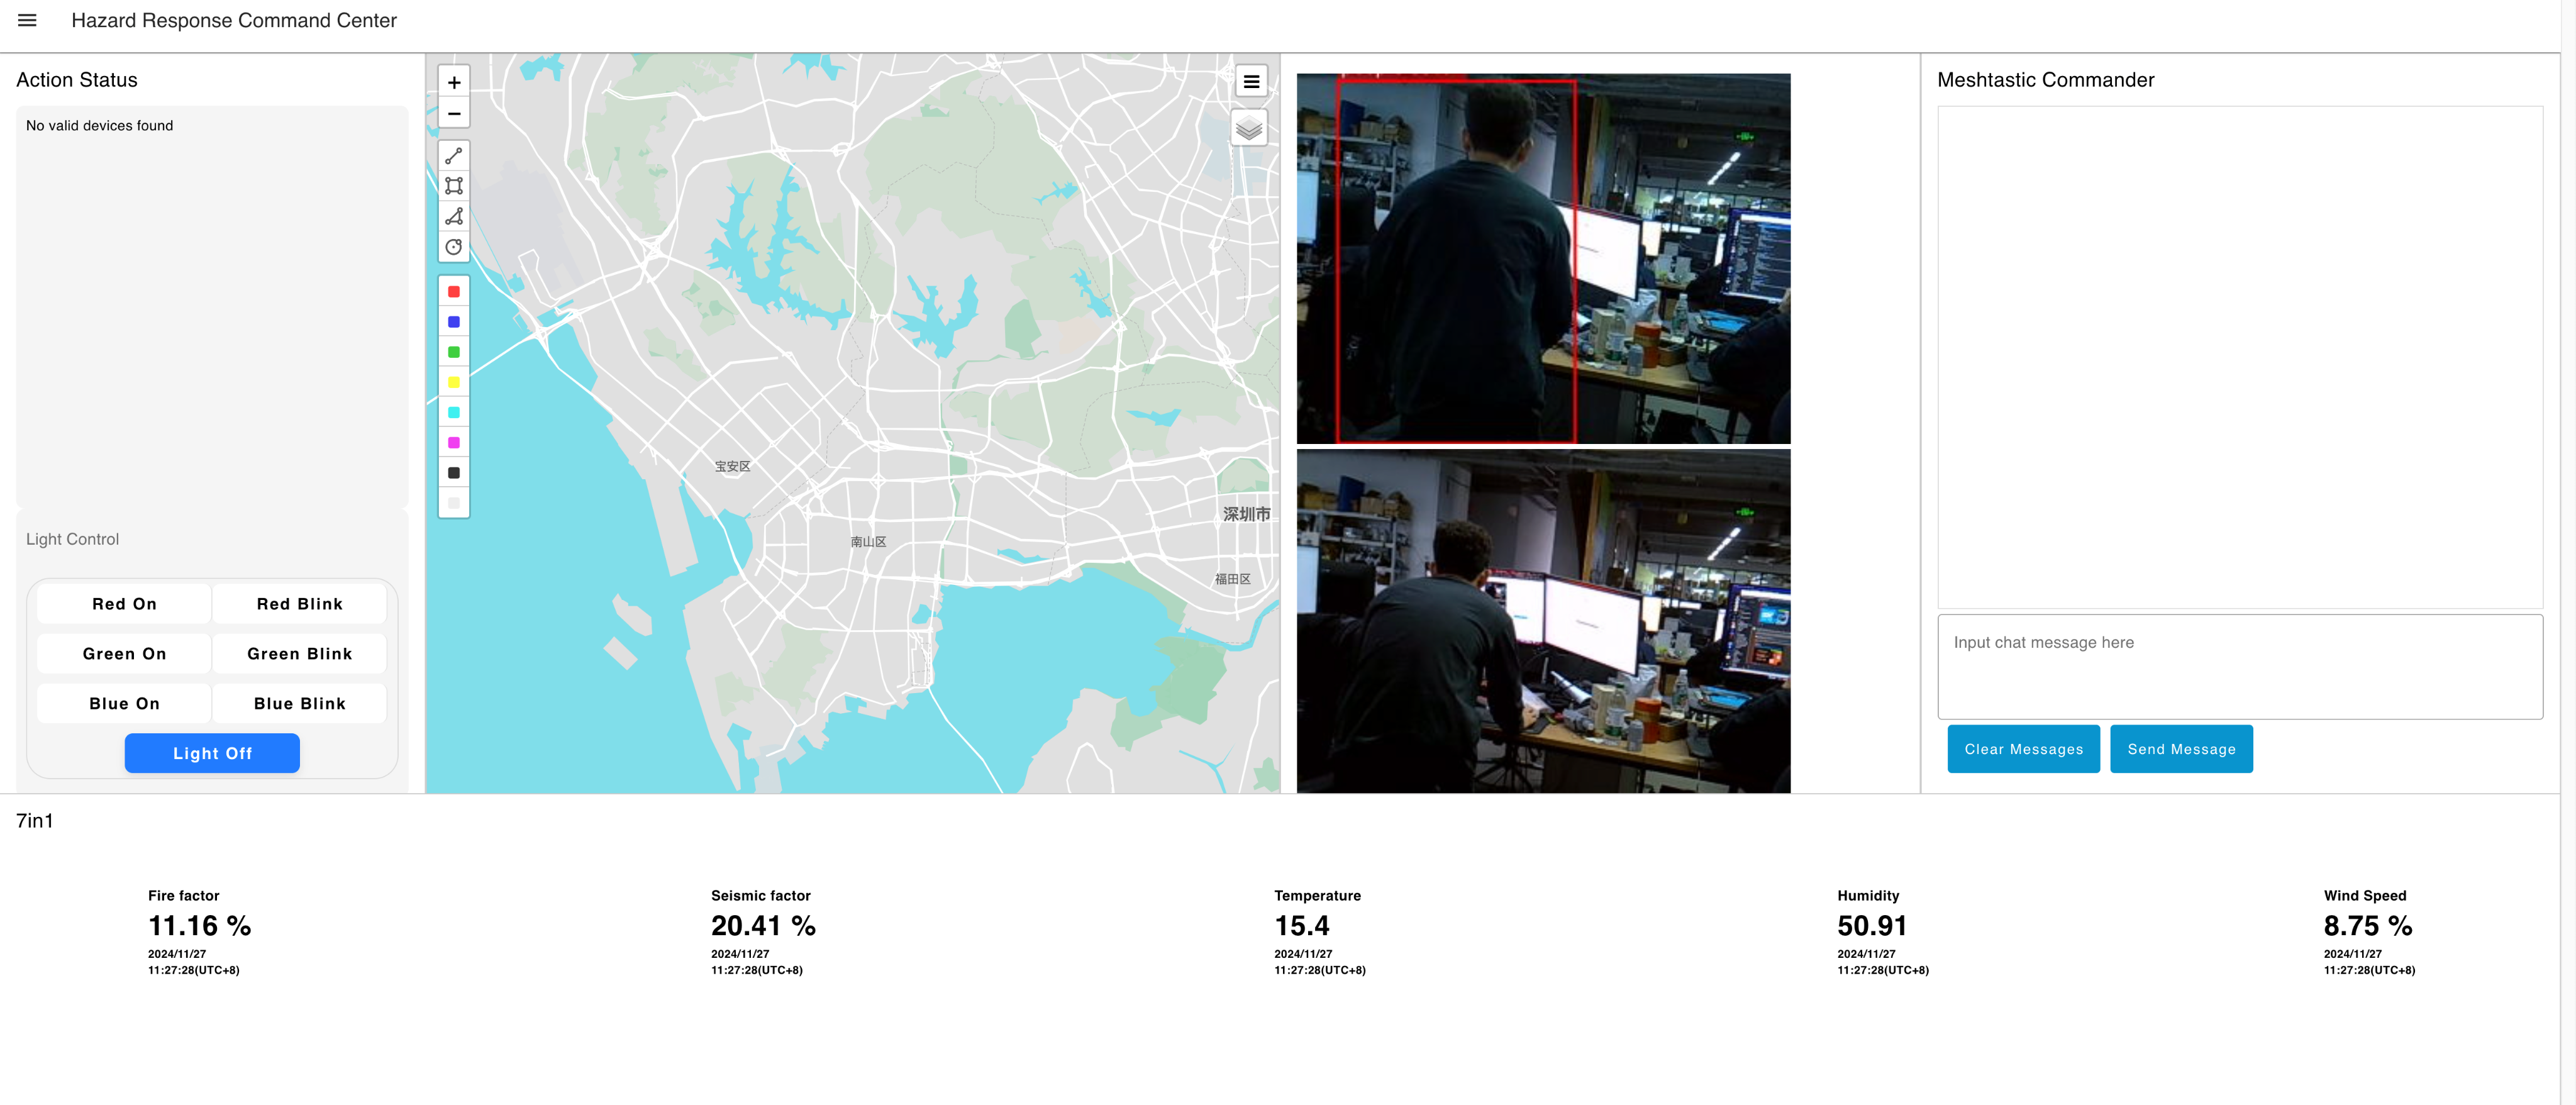 Hazard Response Command Center
Action Status
No valid devices found
Light Control
Red On
Red Blink
Green On
Green Blink
Blue On
Blue Blink
Light Off
+
−
宝安区
南山区
深圳市
福田区
Meshtastic Commander
Input chat message here
Clear Messages
Send Message
7in1
Fire factor
11.16 %
2024/11/27
11:27:28(UTC+8)
Seismic factor
20.41 %
2024/11/27
11:27:28(UTC+8)
Temperature
15.4
2024/11/27
11:27:28(UTC+8)
Humidity
50.91
2024/11/27
11:27:28(UTC+8)
Wind Speed
8.75 %
2024/11/27
11:27:28(UTC+8)